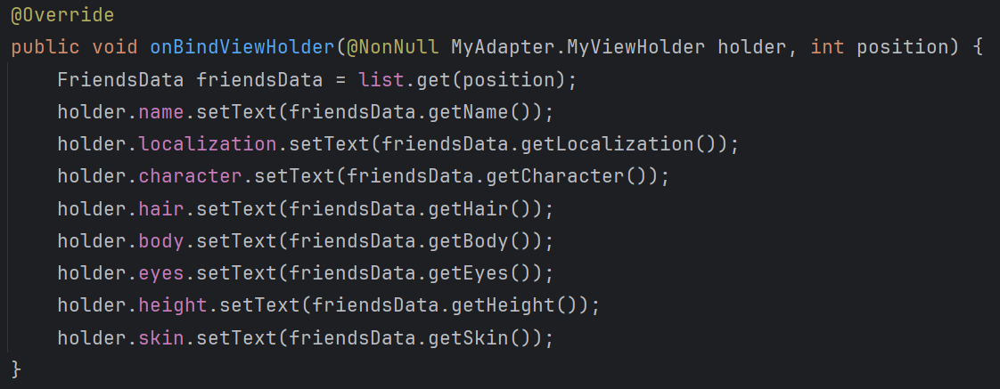 @Override
public void onBindViewHolder(@NonNull MyAdapter.MyViewHolder holder, int position) {
    FriendsData friendsData = list.get(position);
    holder.name.setText(friendsData.getName());
    holder.localization.setText(friendsData.getLocalization());
    holder.character.setText(friendsData.getCharacter());
    holder.hair.setText(friendsData.getHair());
    holder.body.setText(friendsData.getBody());
    holder.eyes.setText(friendsData.getEyes());
    holder.height.setText(friendsData.getHeight());
    holder.skin.setText(friendsData.getSkin());
}